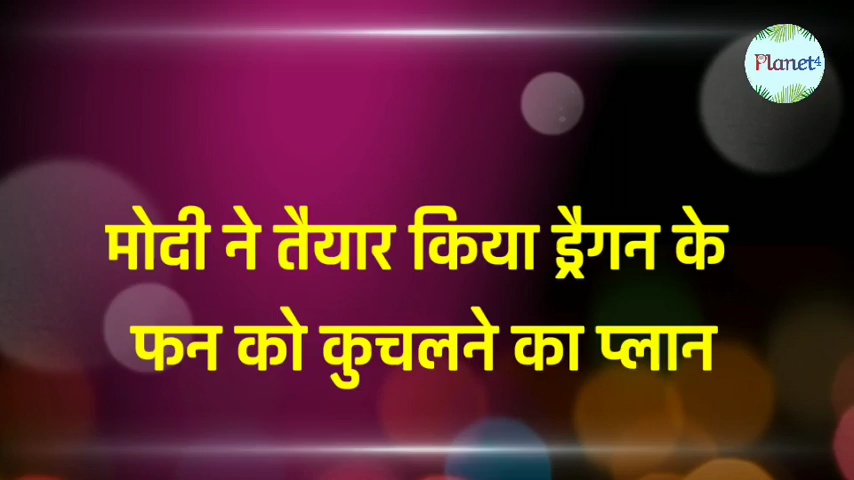 Planet4
मोदी ने तैयार किया ड्रैगन के
फन को कुचलने का प्लान